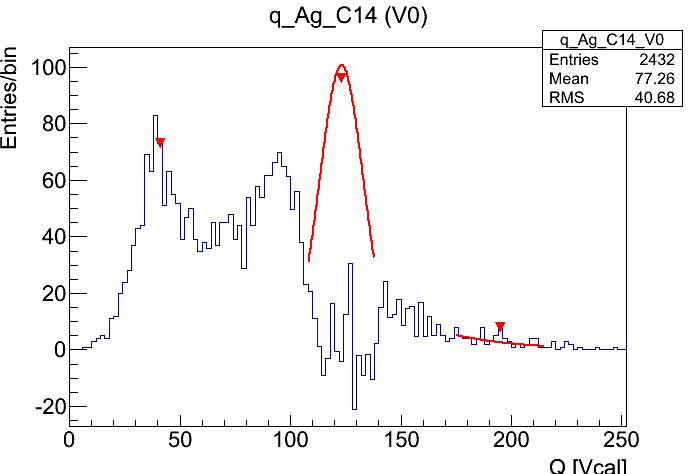 q_Ag_C14 (V0)
q_Ag_C14_V0
Entries 2432
Mean 77.26
RMS 40.68
Entries/bin
100
80
60
40
20
0
-20
0 50 100 150 200 250
Q [Vcal]